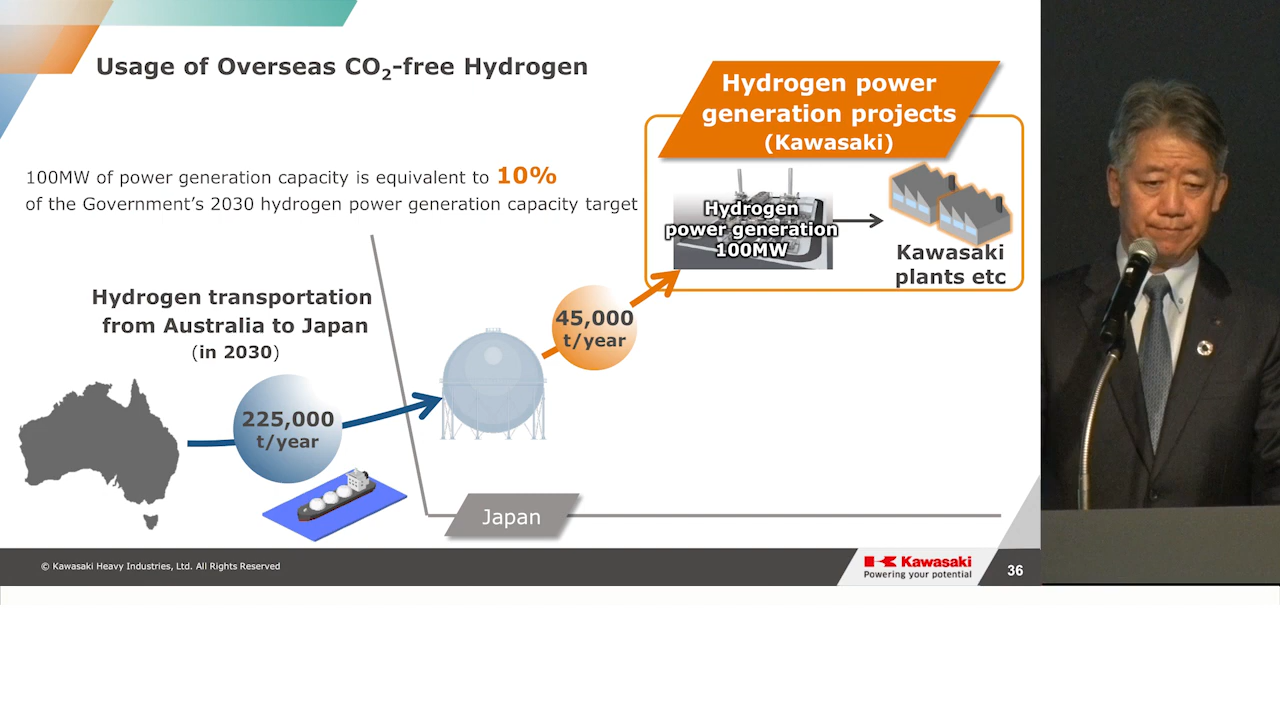 Usage of Overseas CO₂-free Hydrogen
Hydrogen power
generation projects
(Kawasaki)
100MW of power generation capacity is equivalent to 10%
of the Government's 2030 hydrogen power generation capacity target
Hydrogen
power generation
100MW
Kawasaki
plants etc
Hydrogen transportation
from Australia to Japan
(in 2030)
45,000
t/year
225,000
t/year
Japan
© Kawasaki Heavy Industries, Ltd. All Rights Reserved
Kawasaki
Powering your potential
36